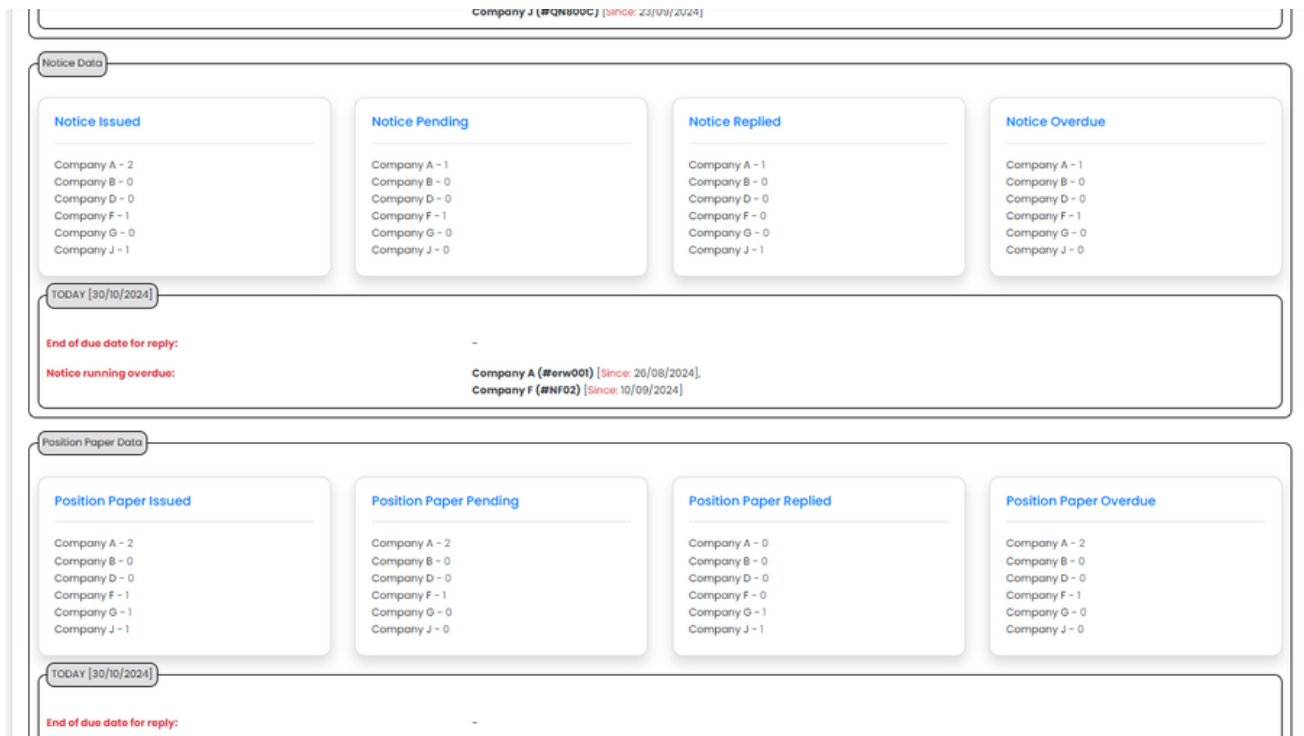 Company J (#QN800C) [Since: 23/09/2024]
Notice Data
Notice Issued
Company A - 2
Company B - 0
Company D - 0
Company F - 1
Company G - 0
Company J - 1
Notice Pending
Company A - 1
Company B - 0
Company D - 0
Company F - 1
Company G - 0
Company J - 0
Notice Replied
Company A - 1
Company B - 0
Company D - 0
Company F - 0
Company G - 0
Company J - 1
Notice Overdue
Company A - 1
Company B - 0
Company D - 0
Company F - 1
Company G - 0
Company J - 0
TODAY [30/10/2024]
End of due date for reply: -
Notice running overdue: Company A (#erw001) [Since: 26/08/2024],
Company F (#NF02) [Since: 10/09/2024]
Position Paper Data
Position Paper Issued
Company A - 2
Company B - 0
Company D - 0
Company F - 1
Company G - 1
Company J - 1
Position Paper Pending
Company A - 2
Company B - 0
Company D - 0
Company F - 1
Company G - 0
Company J - 0
Position Paper Replied
Company A - 0
Company B - 0
Company D - 0
Company F - 0
Company G - 1
Company J - 1
Position Paper Overdue
Company A - 2
Company B - 0
Company D - 0
Company F - 1
Company G - 0
Company J - 0
TODAY [30/10/2024]
End of due date for reply: -